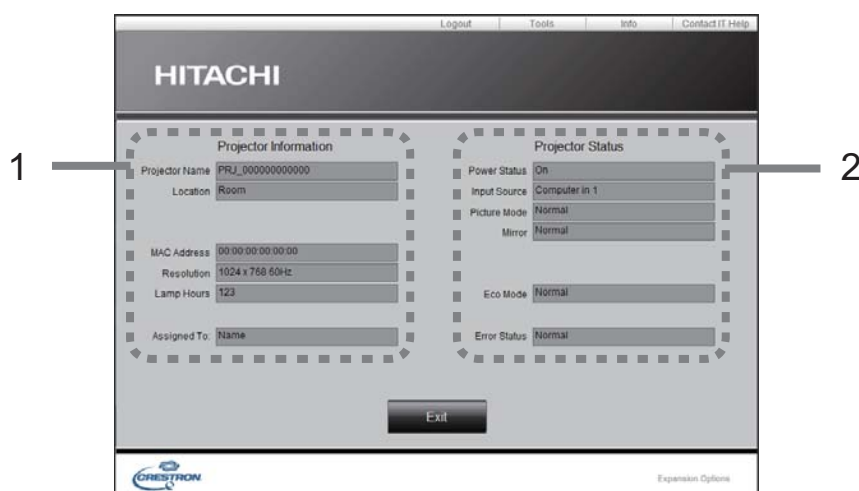 Logout Tools Info Contact IT Help
HITACHI
1
2
Projector Information
Projector Name PRJ_000000000000
Location Room
MAC Address 00:00:00:00:00:00
Resolution 1024 x 768 60Hz
Lamp Hours 123
Assigned To: Name
Projector Status
Power Status On
Input Source Computer in 1
Picture Mode Normal
Mirror Normal
Eco Mode Normal
Error Status Normal
Exit
CRESTRON
Expansion Options